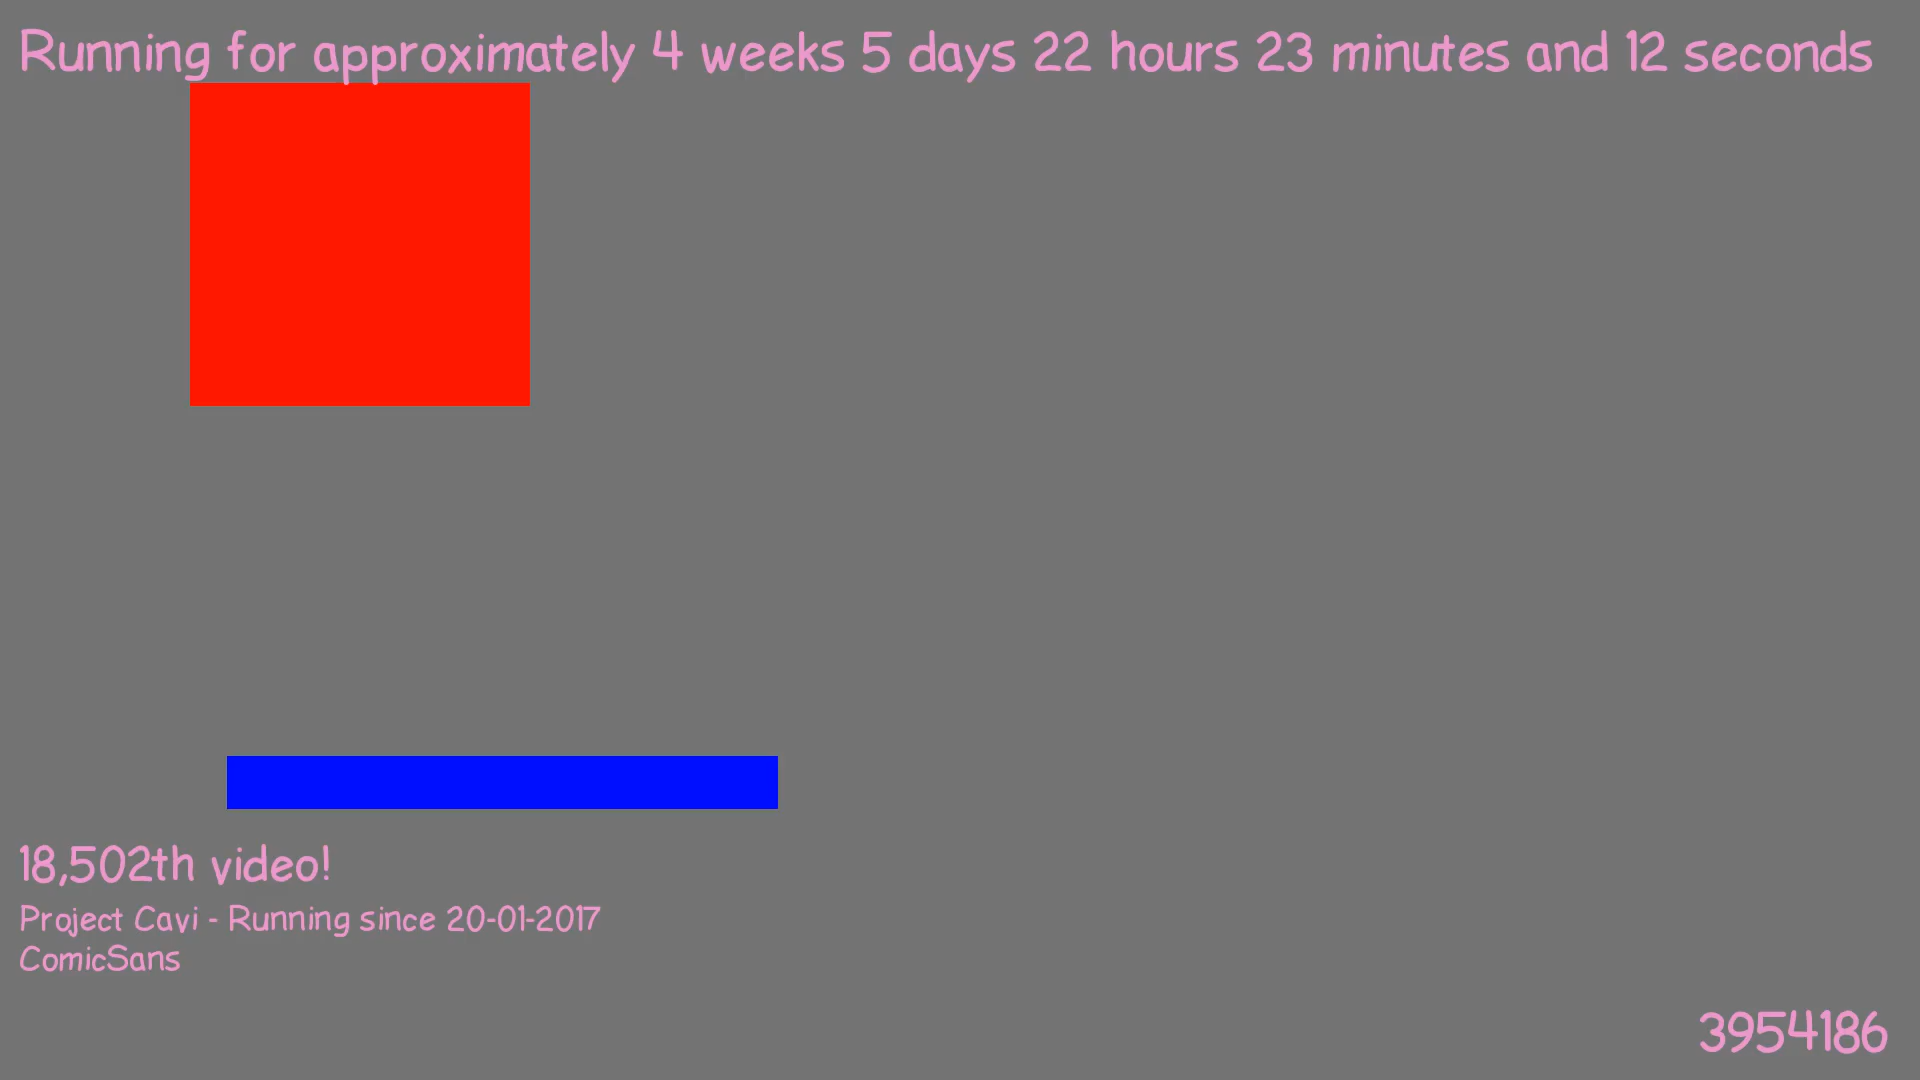 Running for approximately 4 weeks 5 days 22 hours 23 minutes and 12 seconds
18,502th video!
Project Cavi - Running since 20-01-2017
ComicSans
3954186